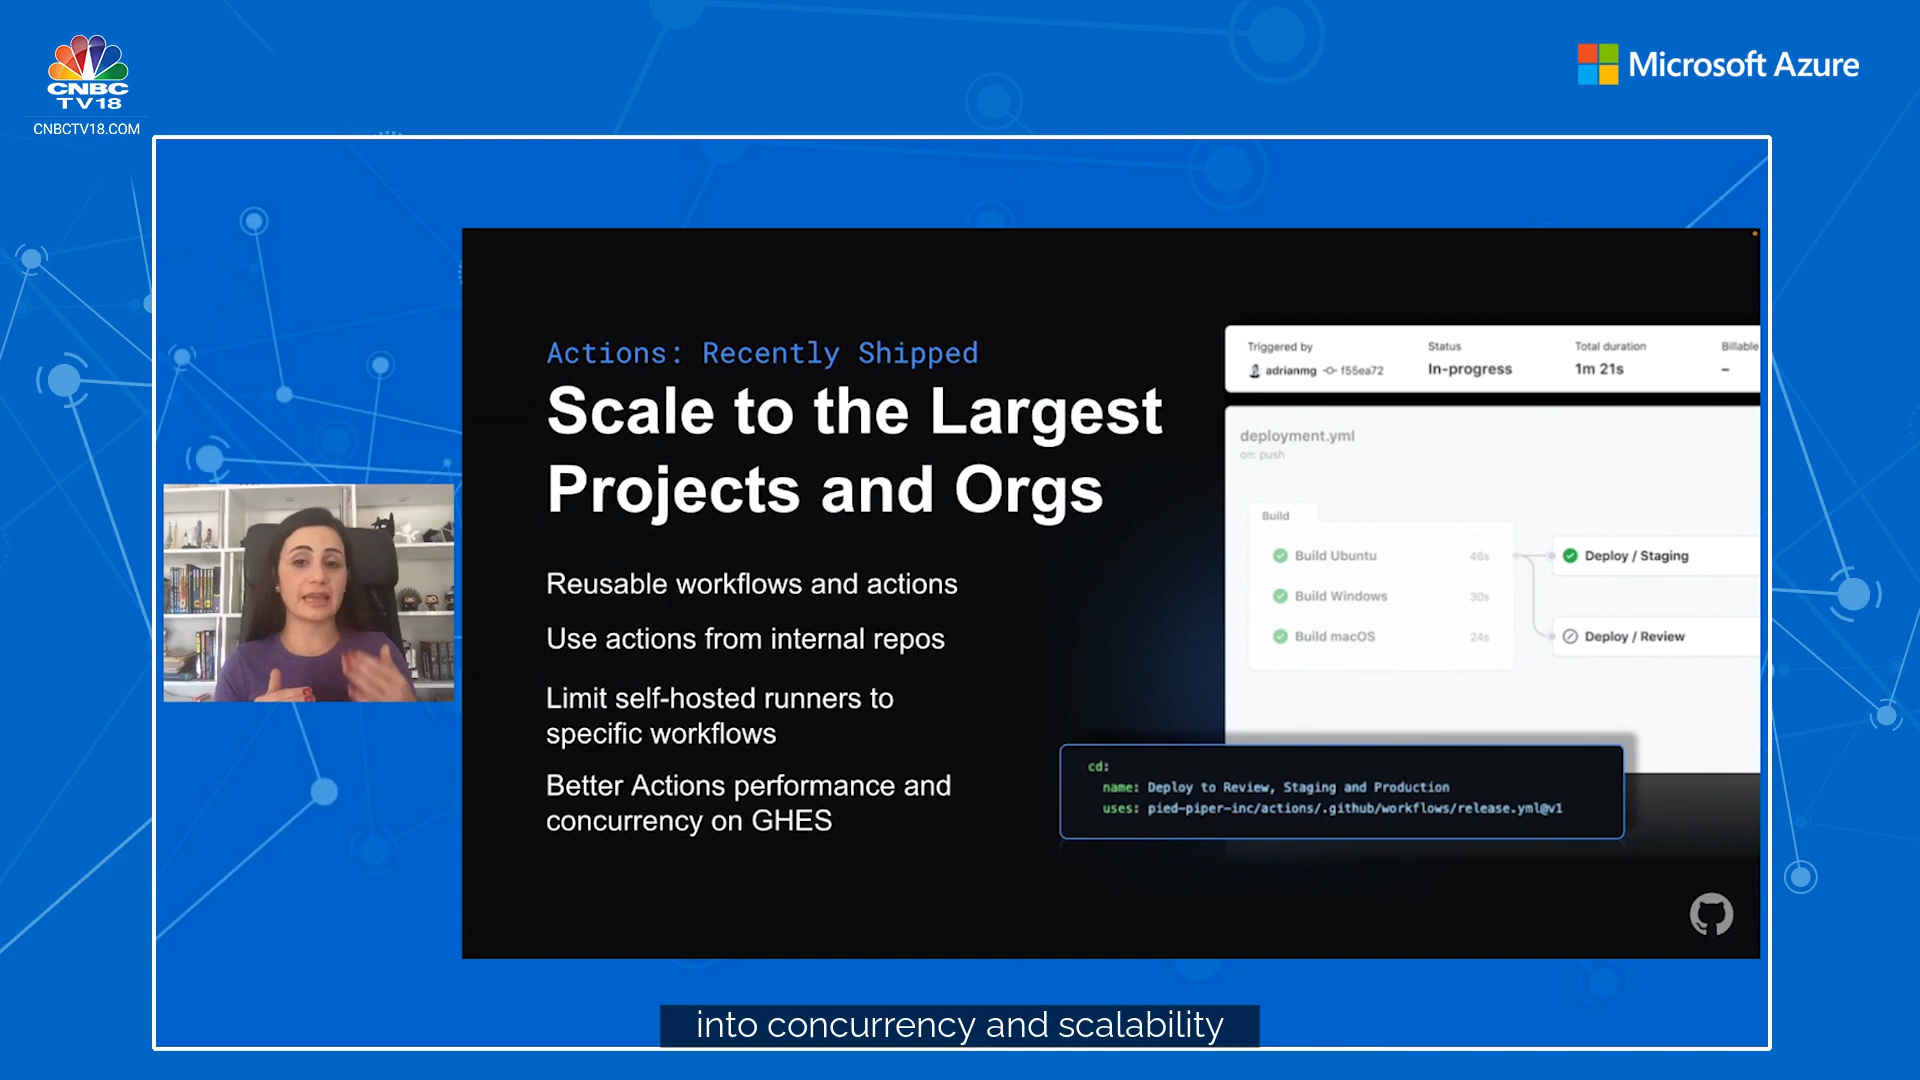 CNBC
TV18
CNBCTV18.COM
Microsoft Azure
Actions: Recently Shipped
Scale to the Largest
Projects and Orgs
Reusable workflows and actions
Use actions from internal repos
Limit self-hosted runners to
specific workflows
Better Actions performance and
concurrency on GHES
Triggered by
adrianmg f55ea72
Status
In-progress
Total duration
1m 21s
Billable
–
deployment.yml
on: push
Build
Build Ubuntu 46s
Build Windows 30s
Build macOS 24s
Deploy / Staging
Deploy / Review
cd:
name: Deploy to Review, Staging and Production
uses: pied-piper-inc/actions/.github/workflows/release.yml@v1
into concurrency and scalability